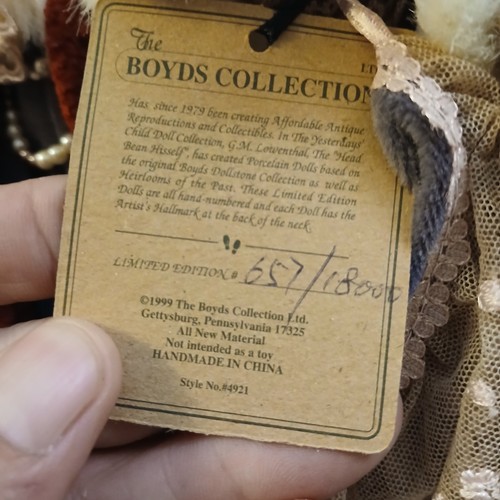 The
BOYDS COLLECTION
LTD
Has, since 1979 been creating Affordable Antique
Reproductions and Collectibles. In The Yesterdays'
Child Doll Collection, G.M. Lowenthal, The "Head
Bean Hisself", has created Porcelain Dolls based on
the original Boyds Dollstone Collection as well as
Heirlooms of the Past. These Limited Edition
Dolls are all hand-numbered and each Doll has the
Artist's Hallmark at the back of the neck.
LIMITED EDITION # 657/18000
©1999 The Boyds Collection Ltd.
Gettysburg, Pennsylvania 17325
All New Material
Not intended as a toy
HANDMADE IN CHINA
Style No.#4921